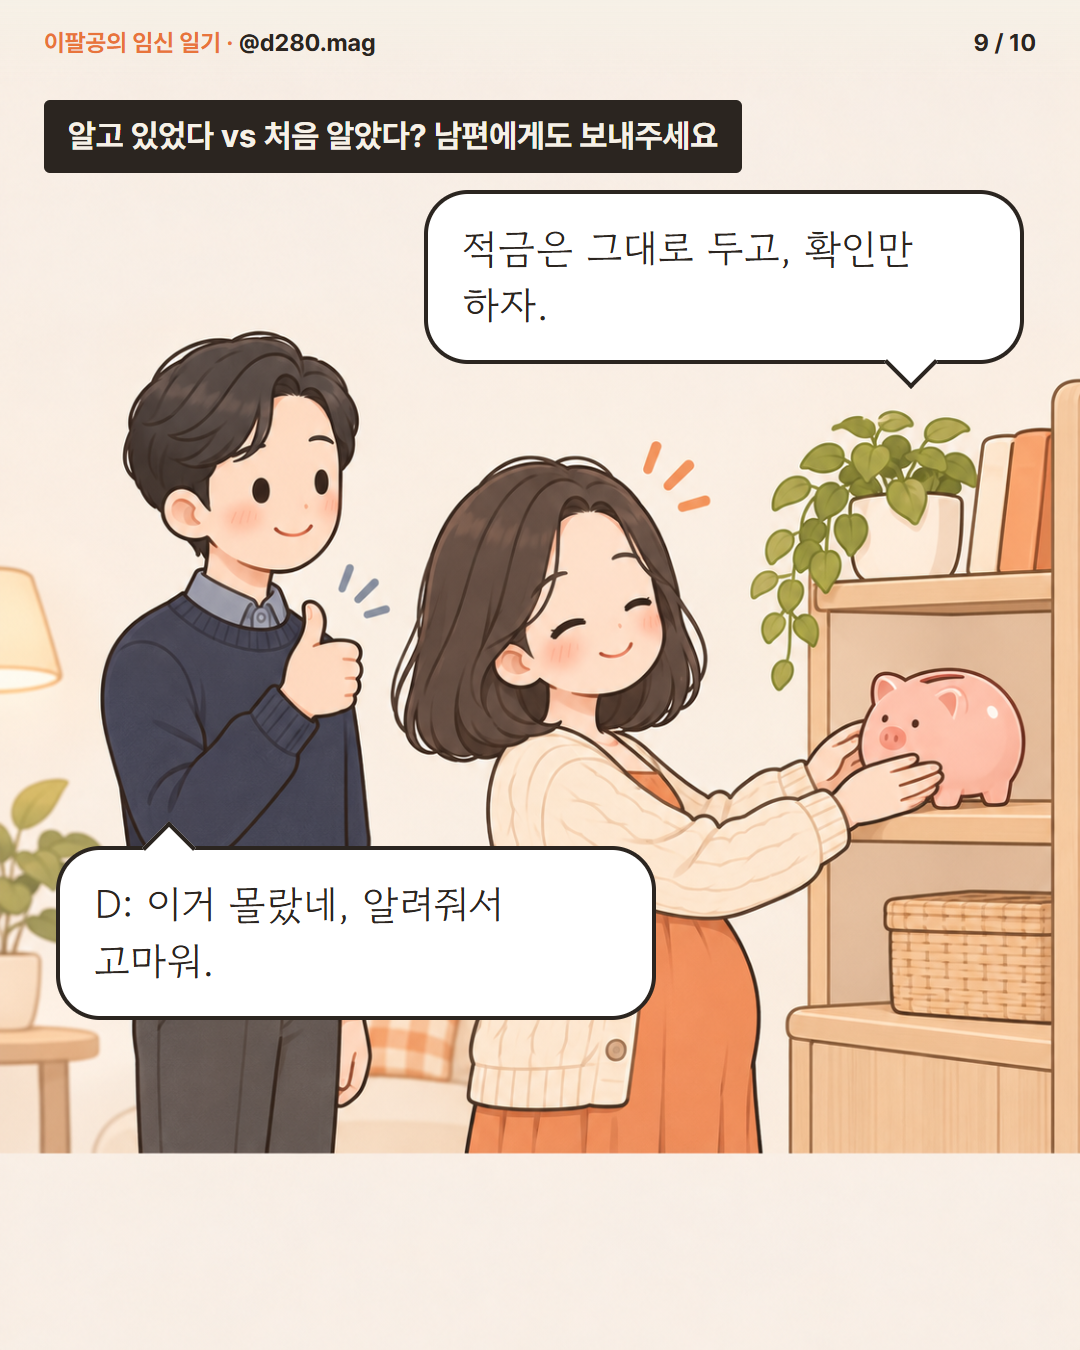 이팔공의 임신 일기 · @d280.mag
9 / 10
알고 있었다 vs 처음 알았다? 남편에게도 보내주세요
적금은 그대로 두고, 확인만
하자.
D: 이거 몰랐네, 알려줘서
고마워.